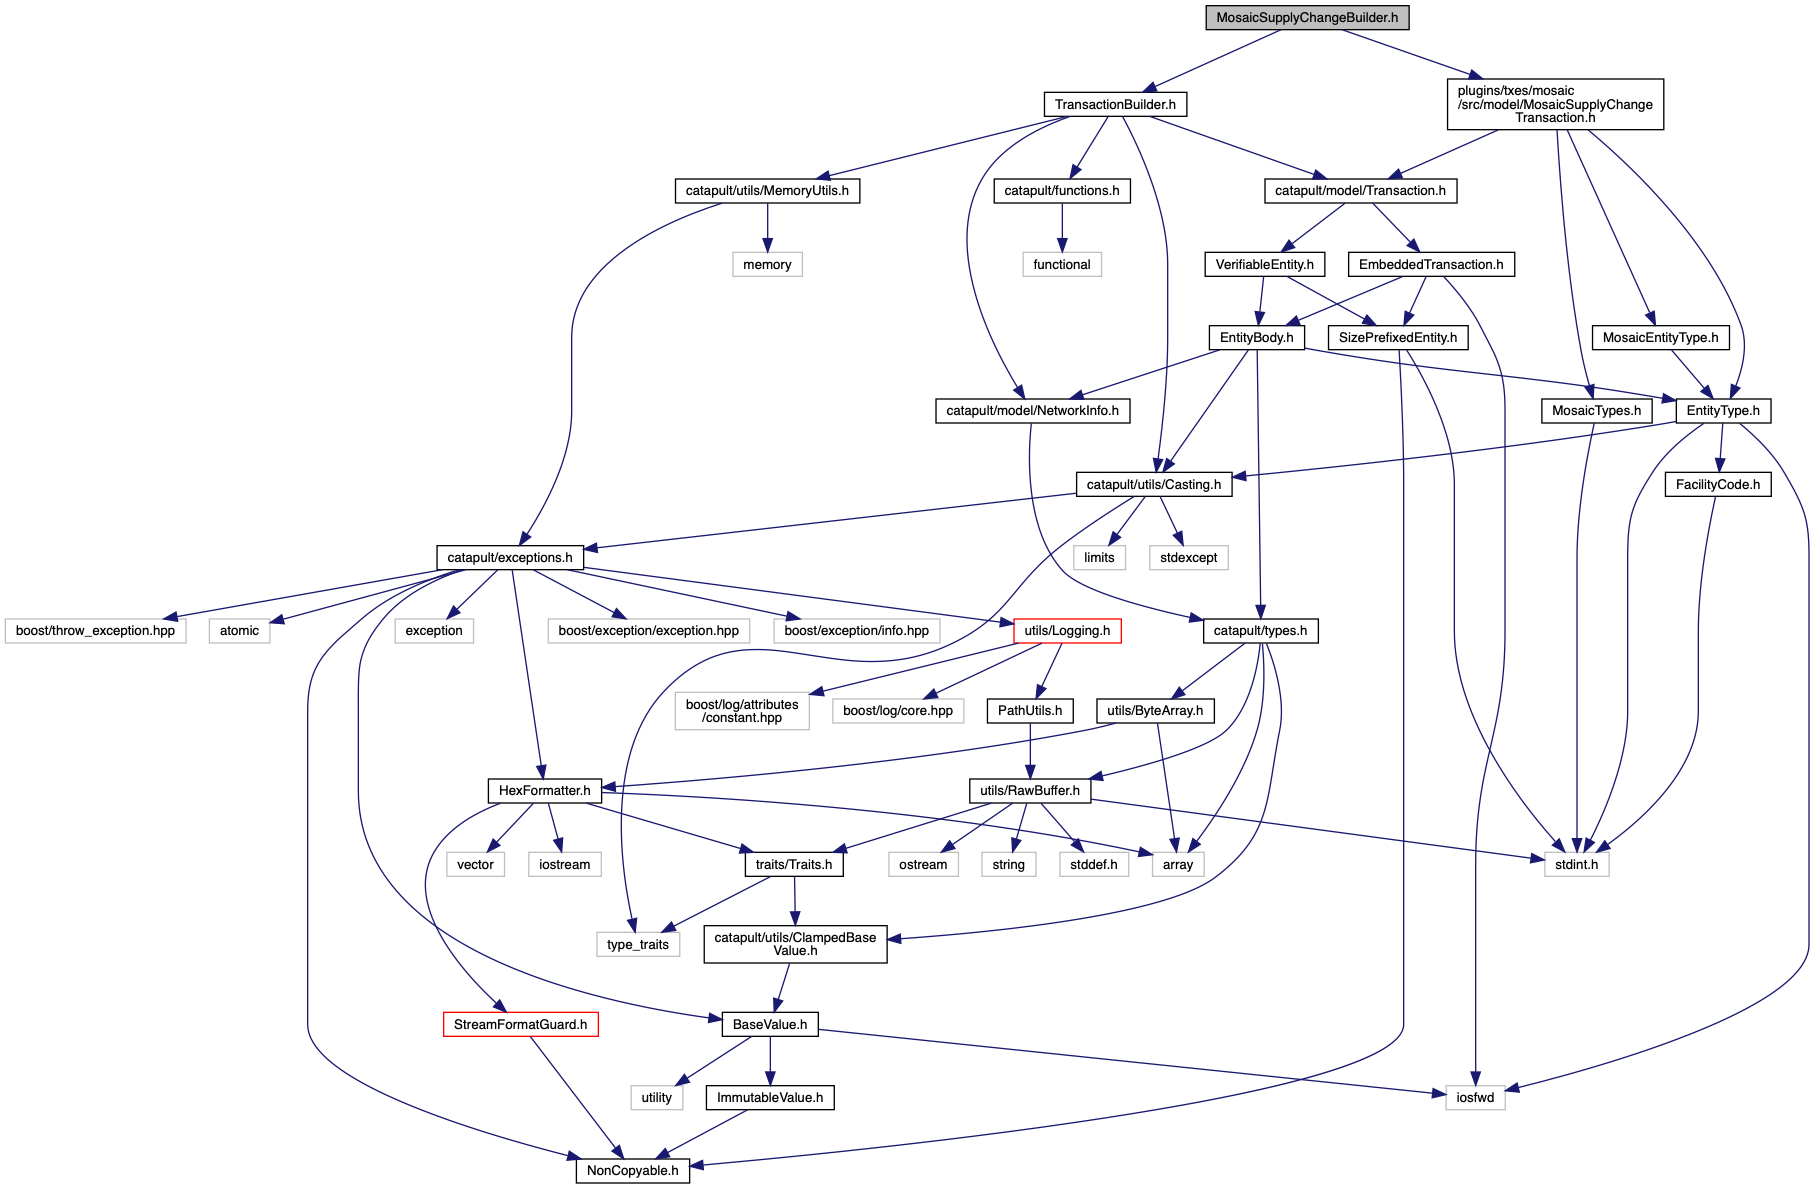 MosaicSupplyChangeBuilder.h
TransactionBuilder.h
plugins/txes/mosaic
/src/model/MosaicSupplyChange
Transaction.h
catapult/utils/MemoryUtils.h
catapult/functions.h
catapult/model/Transaction.h
memory
functional
VerifiableEntity.h
EmbeddedTransaction.h
EntityBody.h
SizePrefixedEntity.h
MosaicEntityType.h
catapult/model/NetworkInfo.h
MosaicTypes.h
EntityType.h
catapult/utils/Casting.h
FacilityCode.h
catapult/exceptions.h
limits
stdexcept
boost/throw_exception.hpp
atomic
exception
boost/exception/exception.hpp
boost/exception/info.hpp
utils/Logging.h
catapult/types.h
boost/log/attributes
/constant.hpp
boost/log/core.hpp
PathUtils.h
utils/ByteArray.h
HexFormatter.h
utils/RawBuffer.h
vector
iostream
traits/Traits.h
ostream
string
stddef.h
array
stdint.h
type_traits
catapult/utils/ClampedBase
Value.h
StreamFormatGuard.h
BaseValue.h
utility
ImmutableValue.h
iosfwd
NonCopyable.h